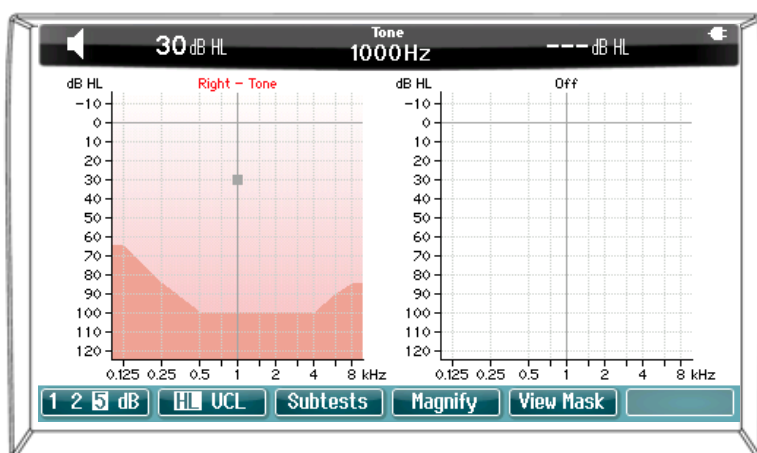 30 dB HL
Tone
1000Hz
---dB HL
dB HL
Right - Tone
-10
0
10
20
30
40
50
60
70
80
90
100
110
120
0.125 0.25 0.5 1 2 4 8 kHz
dB HL
Off
-10
0
10
20
30
40
50
60
70
80
90
100
110
120
0.125 0.25 0.5 1 2 4 8 kHz
1 2 5 dB
HL UCL
Subtests
Magnify
View Mask